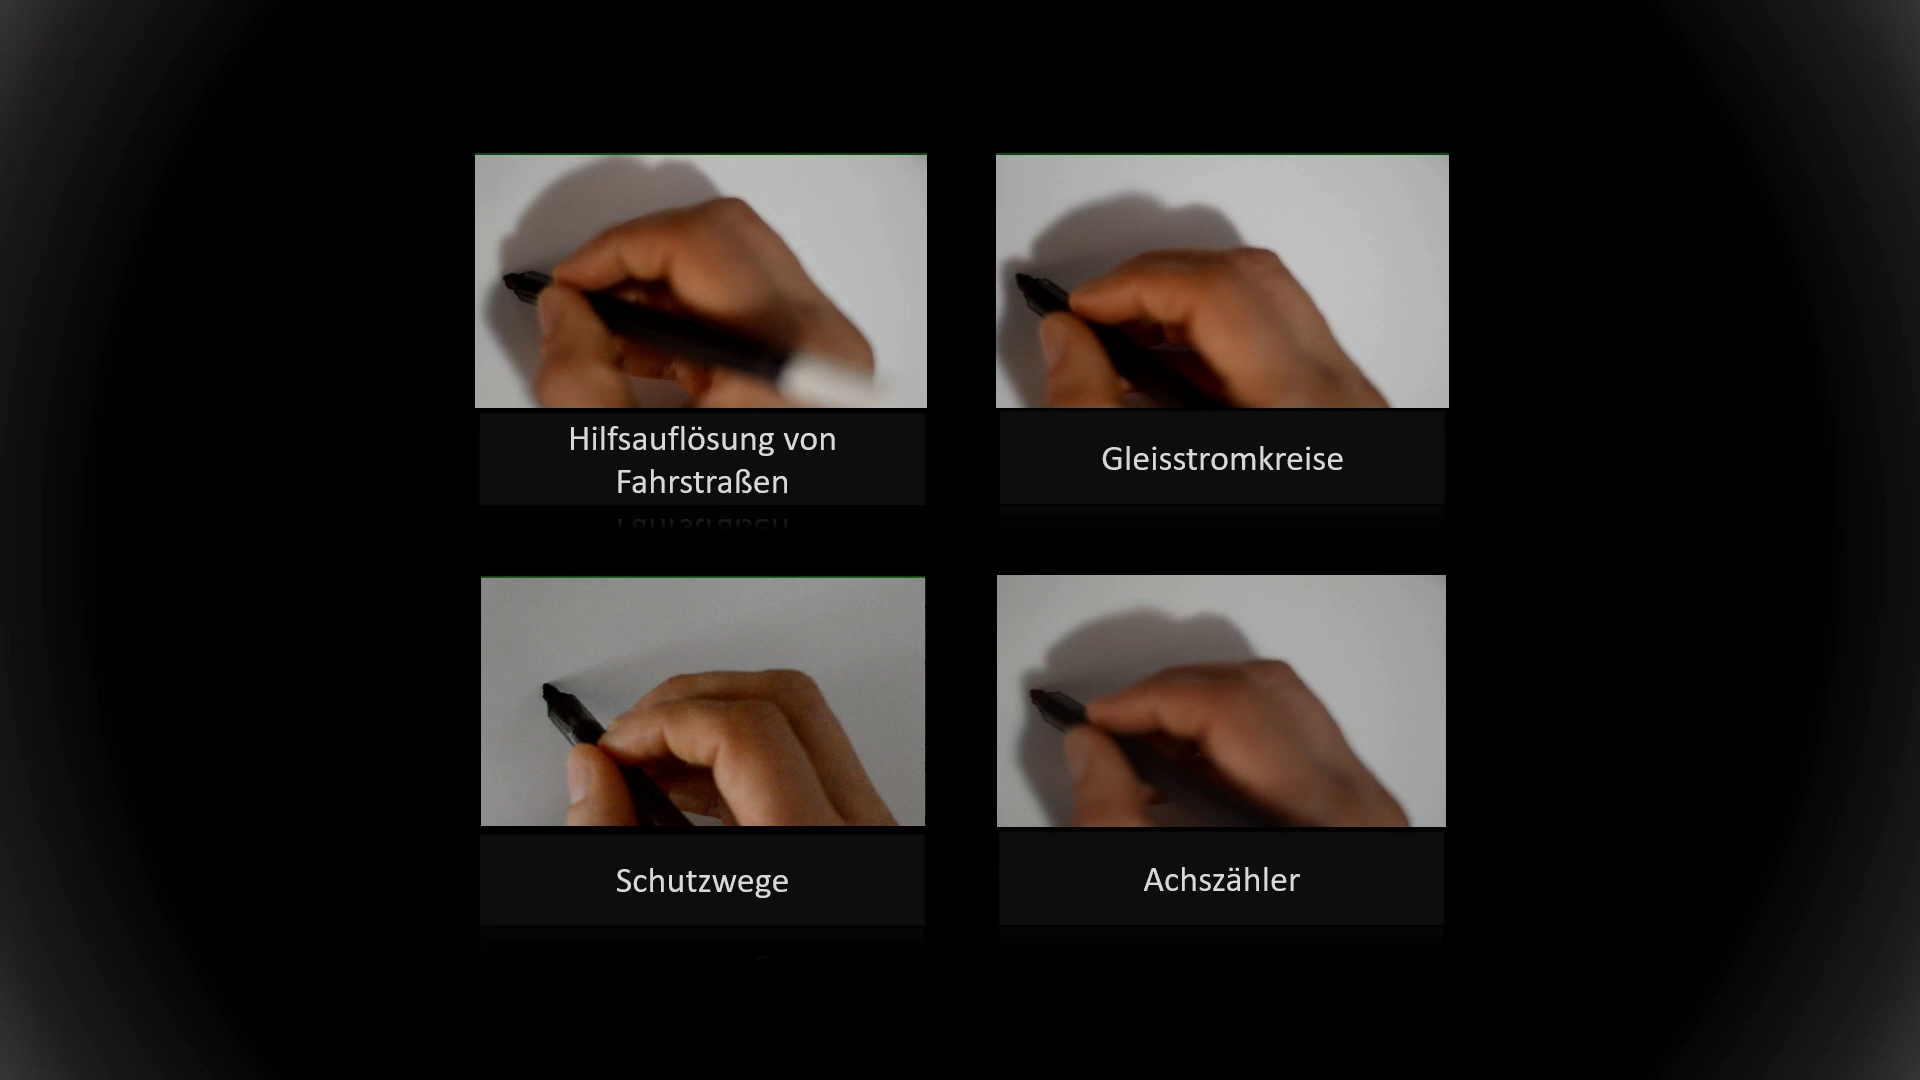 Hilfsauflösung von
Fahrstraßen
Gleisstromkreise
Schutzwege
Achszähler